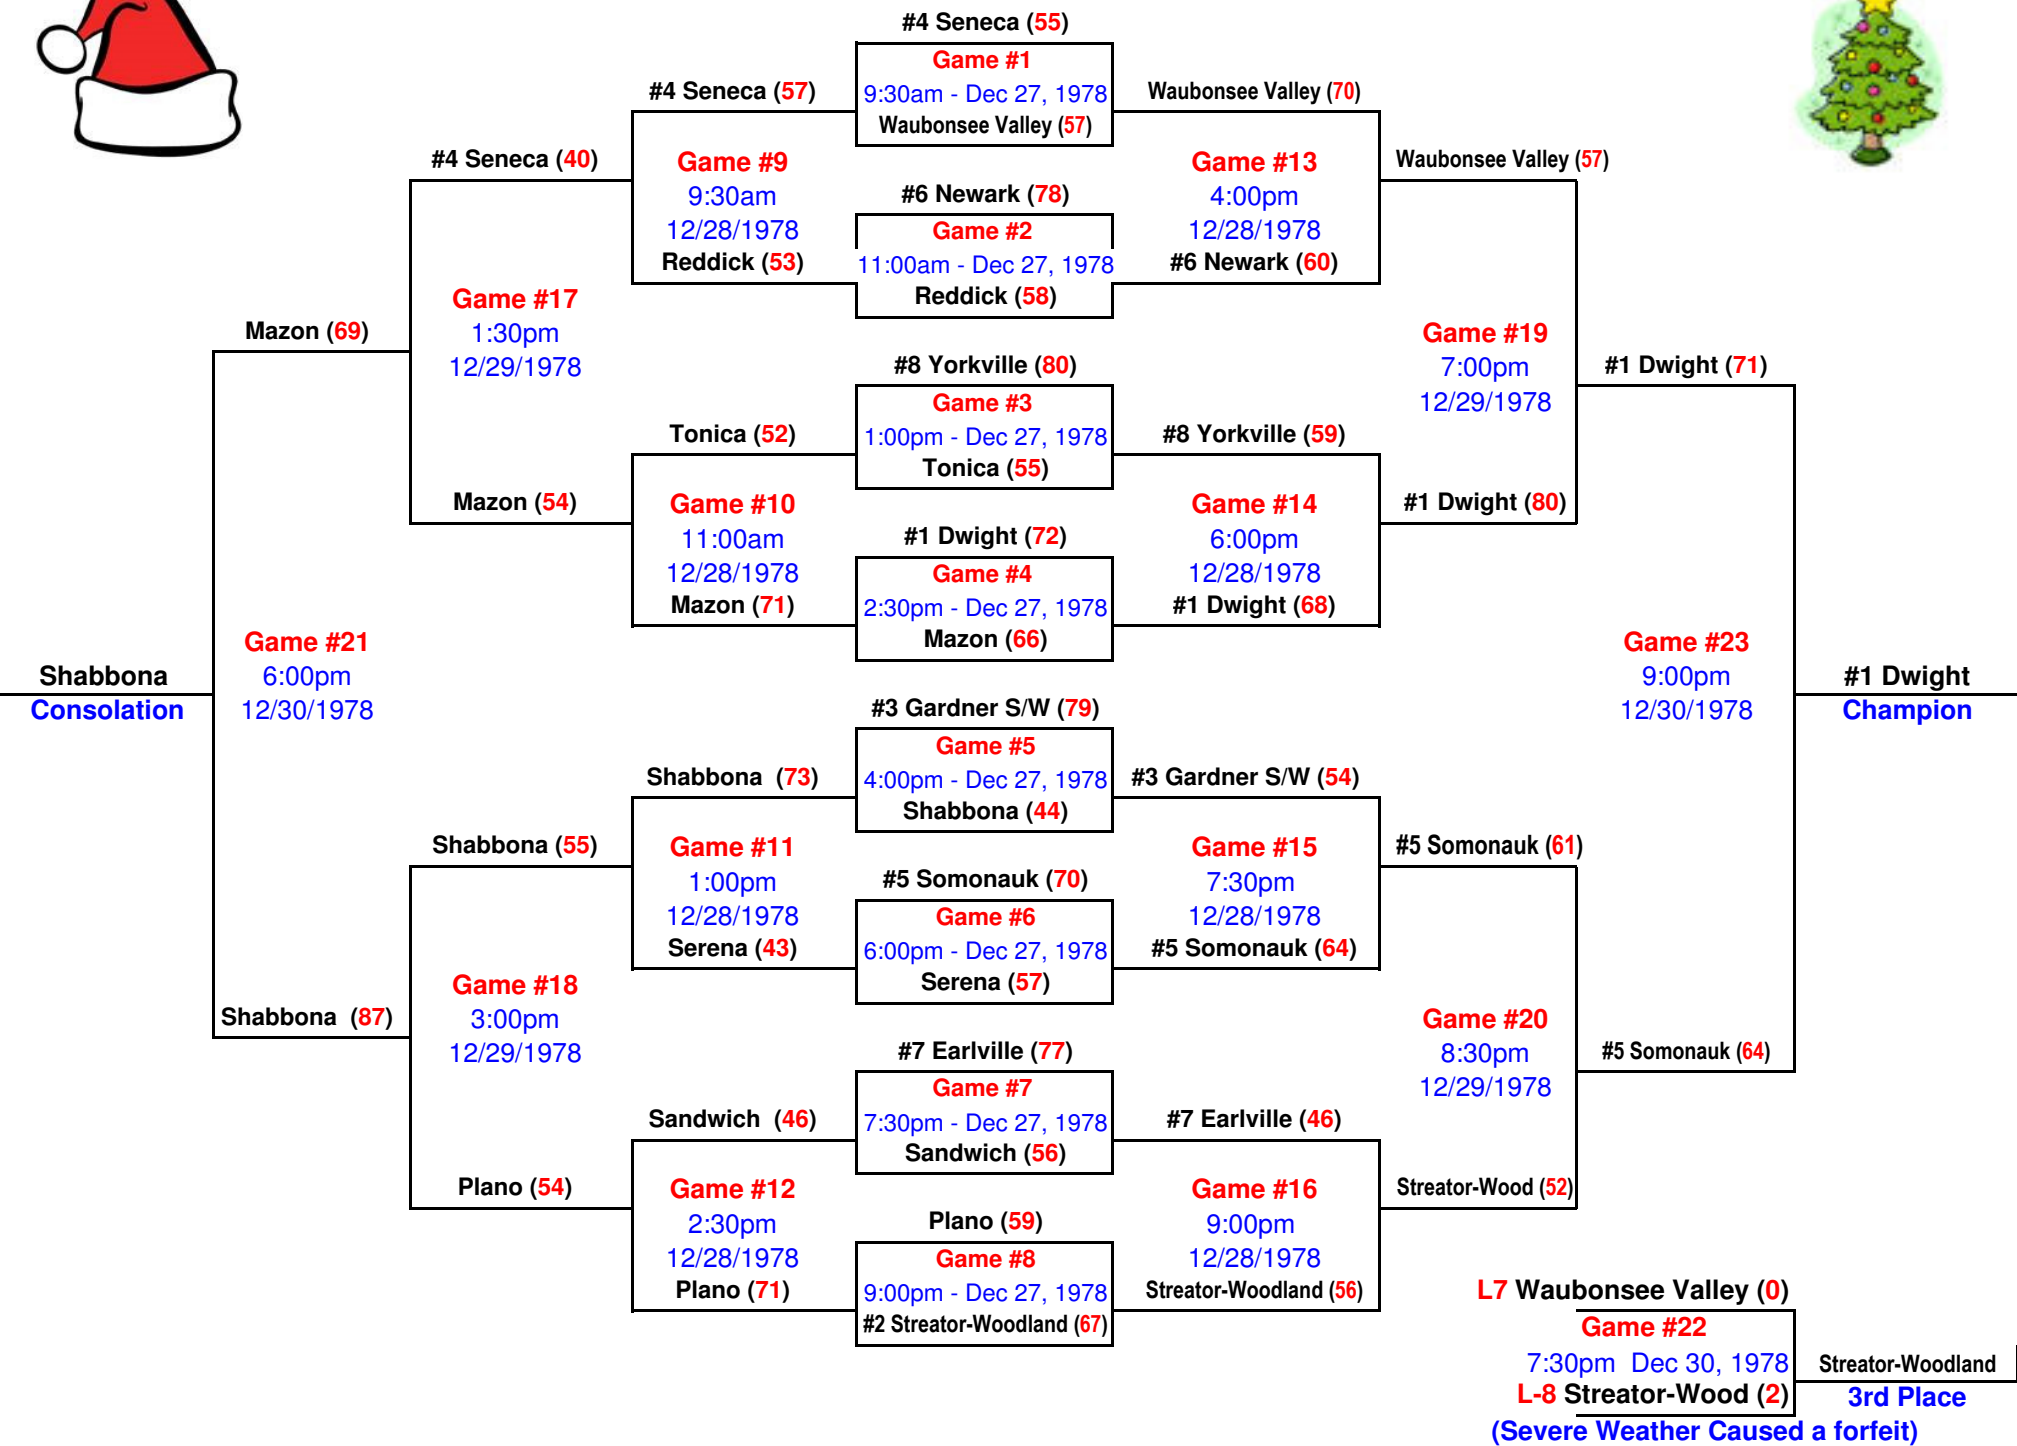 #4 Seneca (55)
Game #1
9:30am - Dec 27, 1978
Waubonsee Valley (57)
#6 Newark (78)
Game #2
11:00am - Dec 27, 1978
Reddick (58)
#8 Yorkville (80)
Game #3
1:00pm - Dec 27, 1978
Tonica (55)
#1 Dwight (72)
Game #4
2:30pm - Dec 27, 1978
Mazon (66)
#3 Gardner S/W (79)
Game #5
4:00pm - Dec 27, 1978
Shabbona (44)
#5 Somonauk (70)
Game #6
6:00pm - Dec 27, 1978
Serena (57)
#7 Earlville (77)
Game #7
7:30pm - Dec 27, 1978
Sandwich (56)
Plano (59)
Game #8
9:00pm - Dec 27, 1978
#2 Streator-Woodland (67)
#4 Seneca (57)
Game #9
9:30am
12/28/1978
Reddick (53)
Tonica (52)
Game #10
11:00am
12/28/1978
Mazon (71)
Shabbona (73)
Game #11
1:00pm
12/28/1978
Serena (43)
Sandwich (46)
Game #12
2:30pm
12/28/1978
Plano (71)
Waubonsee Valley (70)
Game #13
4:00pm
12/28/1978
#6 Newark (60)
#8 Yorkville (59)
Game #14
6:00pm
12/28/1978
#1 Dwight (68)
#3 Gardner S/W (54)
Game #15
7:30pm
12/28/1978
#5 Somonauk (64)
#7 Earlville (46)
Game #16
9:00pm
12/28/1978
Streator-Woodland (56)
#4 Seneca (40)
Game #17
1:30pm
12/29/1978
Mazon (54)
Shabbona (55)
Game #18
3:00pm
12/29/1978
Plano (54)
Waubonsee Valley (57)
Game #19
7:00pm
12/29/1978
#1 Dwight (80)
#5 Somonauk (61)
Game #20
8:30pm
12/29/1978
Streator-Wood (52)
Mazon (69)
Game #21
6:00pm
12/30/1978
Shabbona (87)
Shabbona
Consolation
#1 Dwight (71)
Game #23
9:00pm
12/30/1978
#5 Somonauk (64)
#1 Dwight
Champion
L7 Waubonsee Valley (0)
Game #22
7:30pm Dec 30, 1978
L-8 Streator-Wood (2)
Streator-Woodland
3rd Place
(Severe Weather Caused a forfeit)